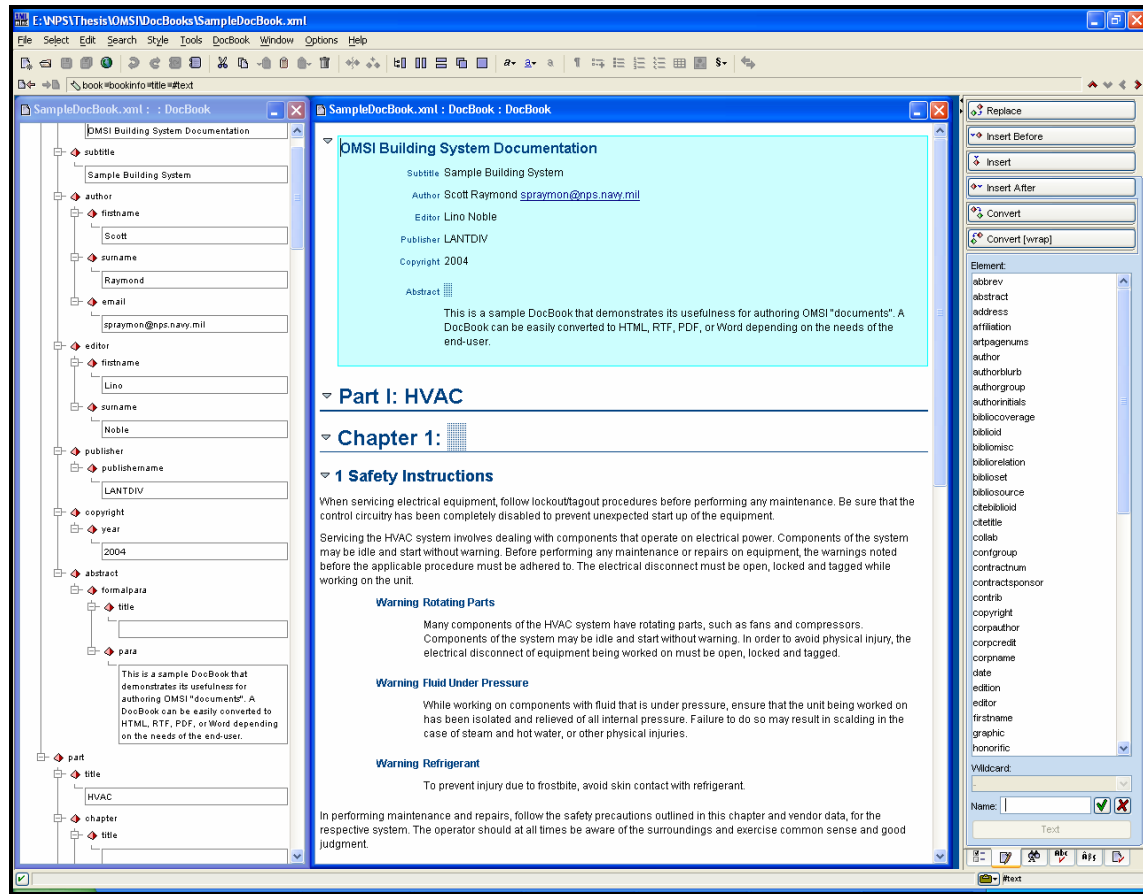 E:\NPS\Thesis\OMSI\DocBooks\SampleDocBook.xml
File Select Edit Search Style Tools DocBook Window Options Help
book=bookinfo=title=#text
SampleDocBook.xml : : DocBook
OMSI Building System Documentation
subtitle
Sample Building System
author
firstname
Scott
surname
Raymond
email
spraymon@nps.navy.mil
editor
firstname
Lino
surname
Noble
publisher
publishername
LANTDIV
copyright
year
2004
abstract
formalpara
title
para
This is a sample DocBook that
demonstrates its usefulness for
authoring OMSI "documents". A
DocBook can be easily converted to
HTML, RTF, PDF, or Word depending
on the needs of the end-user.
part
title
HVAC
chapter
title
SampleDocBook.xml : DocBook : DocBook
OMSI Building System Documentation
Subtitle Sample Building System
Author Scott Raymond spraymon@nps.navy.mil
Editor Lino Noble
Publisher LANTDIV
Copyright 2004
Abstract
This is a sample DocBook that demonstrates its usefulness for authoring OMSI "documents". A
DocBook can be easily converted to HTML, RTF, PDF, or Word depending on the needs of the
end-user.
Part I: HVAC
Chapter 1:
1 Safety Instructions
When servicing electrical equipment, follow lockout/tagout procedures before performing any maintenance. Be sure that the
control circuitry has been completely disabled to prevent unexpected start up of the equipment.
Servicing the HVAC system involves dealing with components that operate on electrical power. Components of the system
may be idle and start without warning. Before performing any maintenance or repairs on equipment, the warnings noted
before the applicable procedure must be adhered to. The electrical disconnect must be open, locked and tagged while
working on the unit.
Warning Rotating Parts
Many components of the HVAC system have rotating parts, such as fans and compressors.
Components of the system may be idle and start without warning. In order to avoid physical injury, the
electrical disconnect of equipment being worked on must be open, locked and tagged.
Warning Fluid Under Pressure
While working on components with fluid that is under pressure, ensure that the unit being worked on
has been isolated and relieved of all internal pressure. Failure to do so may result in scalding in the
case of steam and hot water, or other physical injuries.
Warning Refrigerant
To prevent injury due to frostbite, avoid skin contact with refrigerant.
In performing maintenance and repairs, follow the safety precautions outlined in this chapter and vendor data, for the
respective system. The operator should at all times be aware of the surroundings and exercise common sense and good
judgment.
Replace
Insert Before
Insert
Insert After
Convert
Convert [wrap]
Element:
abbrev
abstract
address
affiliation
artpagenums
author
authorblurb
authorgroup
authorinitials
bibliocoverage
biblioid
bibliomisc
bibliorelation
biblioset
bibliosource
citebiblioid
citetitle
collab
confgroup
contractnum
contractsponsor
contrib
copyright
corpauthor
corpcredit
corpname
date
edition
editor
firstname
graphic
honorific
Wildcard:
Name:
Text
#text